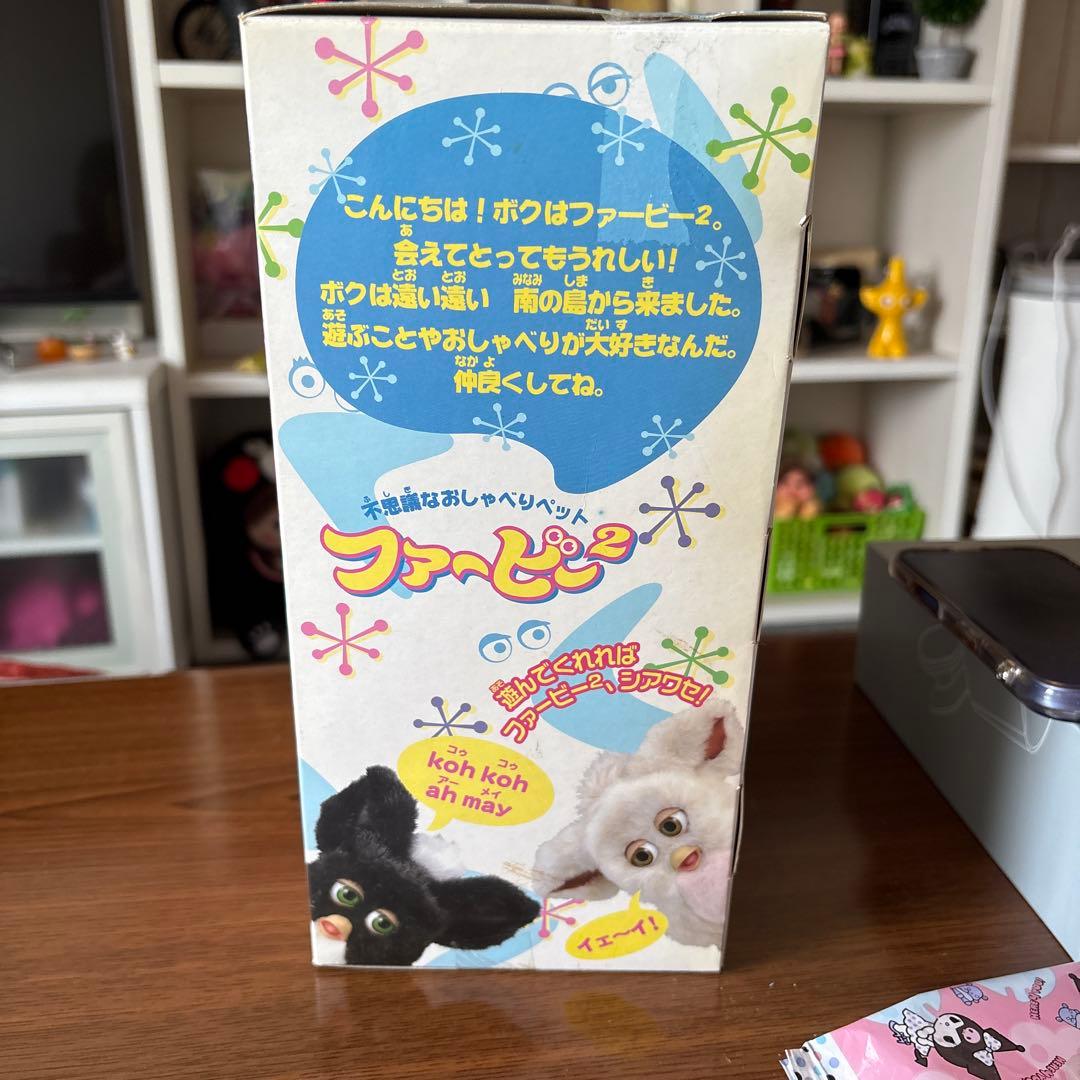 こんにちは！ボクはファービー2。
会えてとってもうれしい！
ボクは遠い遠い 南の島から来ました。
遊ぶことやおしゃべりが大好きなんだ。
仲良くしてね。
不思議なおしゃべりペット
ファービー2
遊んでくれれば
ファービー2、シアワセ！
koh koh
ah may
イェ〜イ！